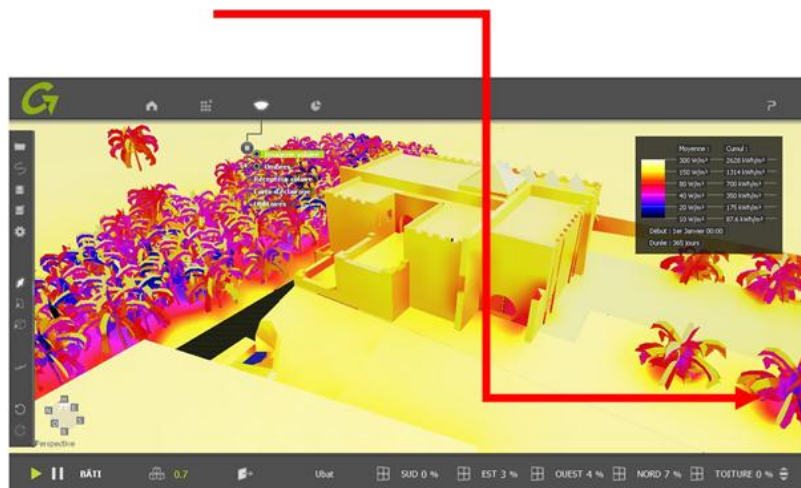 Ombres
Récepteur solaire
Carte d'éclairage
Moyenne : Cumul :
300 W/m² 2628 kWh/m²
150 W/m² 1314 kWh/m²
80 W/m² 700 kWh/m²
40 W/m² 350 kWh/m²
20 W/m² 175 kWh/m²
10 W/m² 87.6 kWh/m²
Début : 1er Janvier 00:00
Durée : 365 jours
Perspective
BÂTI 0.7 Ubat SUD 0 % EST 3 % OUEST 4 % NORD 7 % TOITURE 0 %